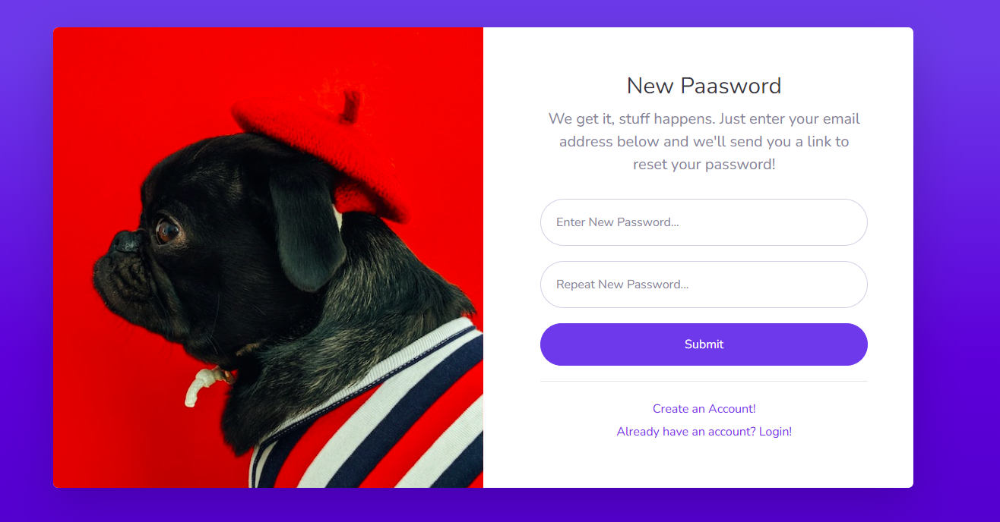 New Paasword
We get it, stuff happens. Just enter your email
address below and we'll send you a link to
reset your password!
Enter New Password...
Repeat New Password...
Submit
Create an Account!
Already have an account? Login!